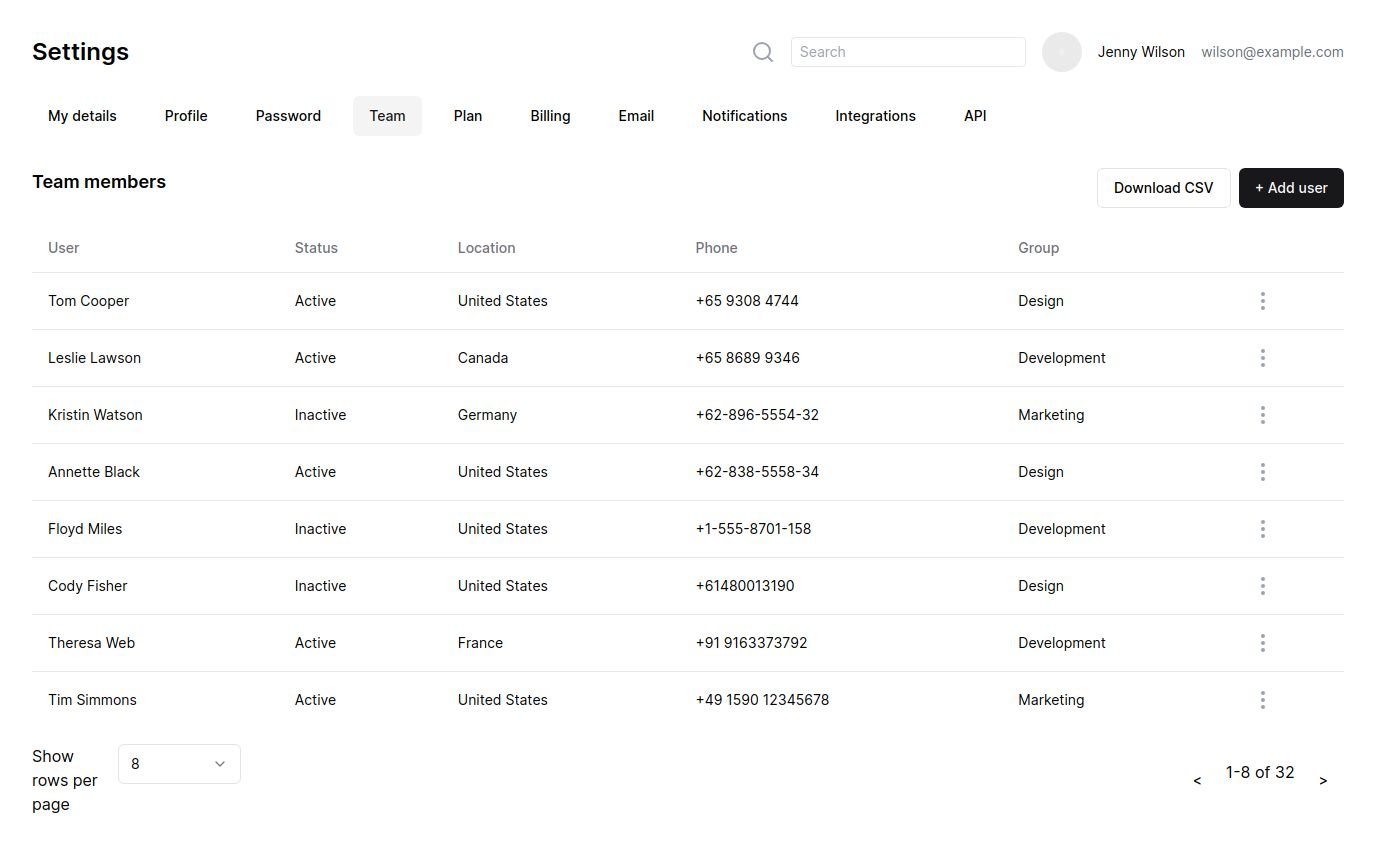 Settings
Search
Jenny Wilson wilson@example.com
My details Profile Password Team Plan Billing Email Notifications Integrations API
Team members
Download CSV + Add user
User Status Location Phone Group
Tom Cooper Active United States +65 9308 4744 Design
Leslie Lawson Active Canada +65 8689 9346 Development
Kristin Watson Inactive Germany +62-896-5554-32 Marketing
Annette Black Active United States +62-838-5558-34 Design
Floyd Miles Inactive United States +1-555-8701-158 Development
Cody Fisher Inactive United States +61480013190 Design
Theresa Web Active France +91 9163373792 Development
Tim Simmons Active United States +49 1590 12345678 Marketing
Show
rows per
page
8
< 1-8 of 32 >